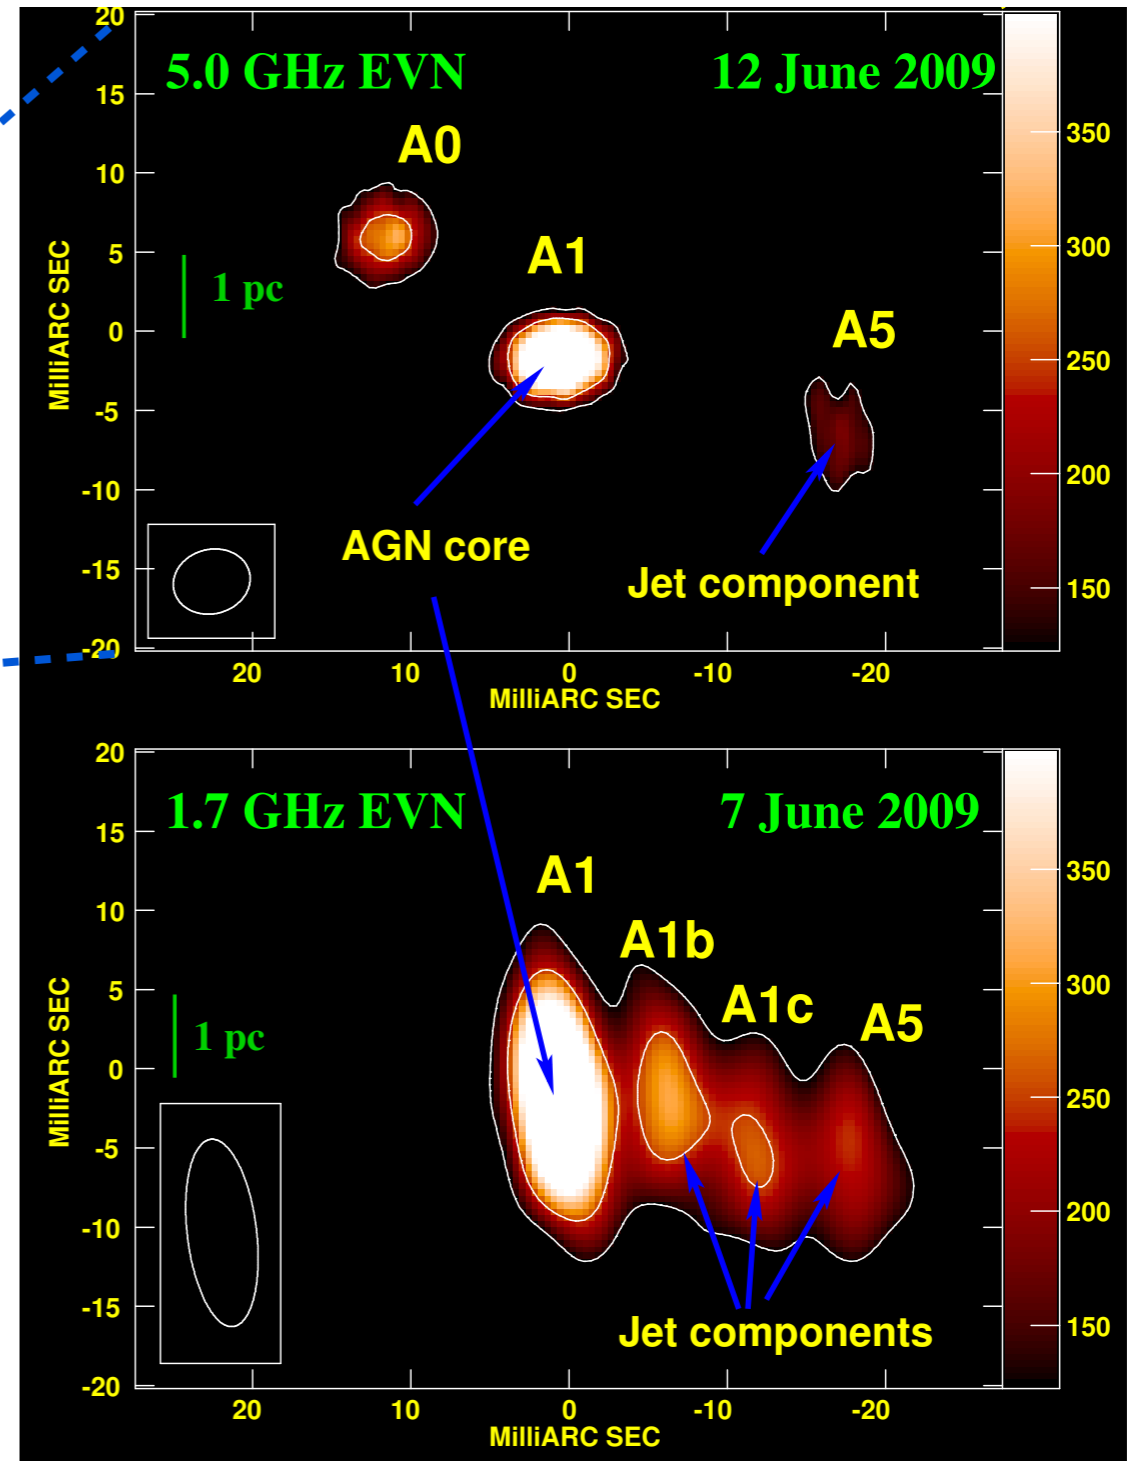 5.0 GHz EVN 12 June 2009
A0
A1
A5
1 pc
AGN core
Jet component
MilliARC SEC
20
15
10
5
0
-5
-10
-15
-20
20 10 0 -10 -20
MilliARC SEC
350
300
250
200
150
1.7 GHz EVN 7 June 2009
A1
A1b
A1c
A5
1 pc
Jet components
MilliARC SEC
20
15
10
5
0
-5
-10
-15
-20
20 10 0 -10 -20
MilliARC SEC
350
300
250
200
150